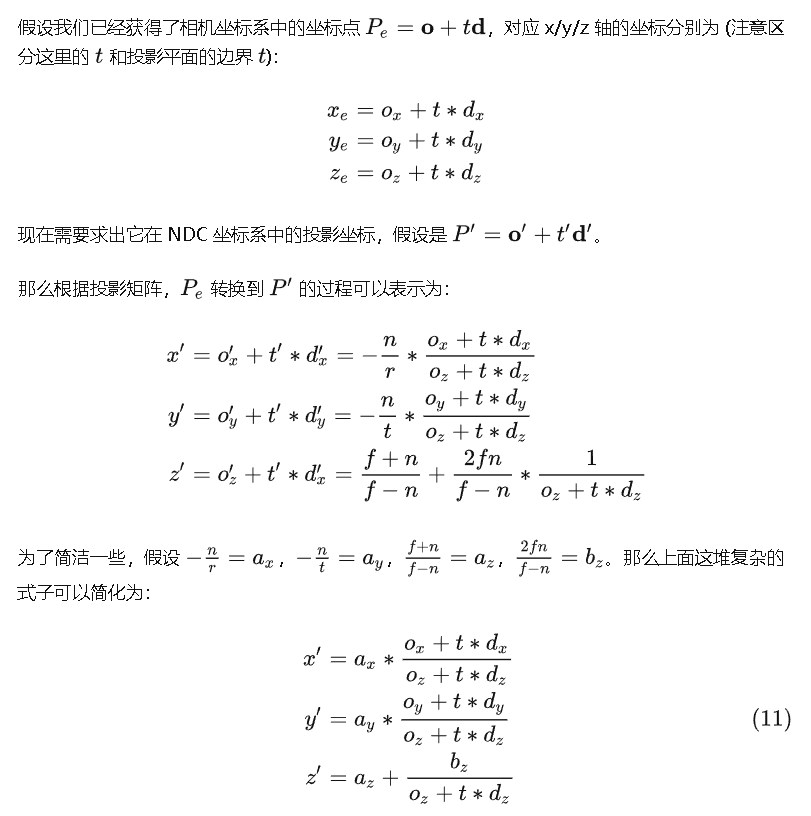 假设我们已经获得了相机坐标系中的坐标点 $P_e = \mathbf{o} + t\mathbf{d}$，对应 x/y/z 轴的坐标分别为 (注意区
分这里的 $t$ 和投影平面的边界 $t$)：
$x_e = o_x + t * d_x$
$y_e = o_y + t * d_y$
$z_e = o_z + t * d_z$
现在需要求出它在 NDC 坐标系中的投影坐标，假设是 $P' = \mathbf{o}' + t'\mathbf{d}'$。
那么根据投影矩阵，$P_e$ 转换到 $P'$ 的过程可以表示为：
$x' = o'_x + t' * d'_x = -\frac{n}{r} * \frac{o_x + t * d_x}{o_z + t * d_z}$
$y' = o'_y + t' * d'_y = -\frac{n}{t} * \frac{o_y + t * d_y}{o_z + t * d_z}$
$z' = o'_z + t' * d'_x = \frac{f+n}{f-n} + \frac{2fn}{f-n} * \frac{1}{o_z + t * d_z}$
为了简洁一些，假设 $-\frac{n}{r} = a_x$，$-\frac{n}{t} = a_y$，$\frac{f+n}{f-n} = a_z$，$\frac{2fn}{f-n} = b_z$。那么上面这堆复杂的
式子可以简化为：
$x' = a_x * \frac{o_x + t * d_x}{o_z + t * d_z}$
$y' = a_y * \frac{o_y + t * d_y}{o_z + t * d_z}$ (11)
$z' = a_z + \frac{b_z}{o_z + t * d_z}$